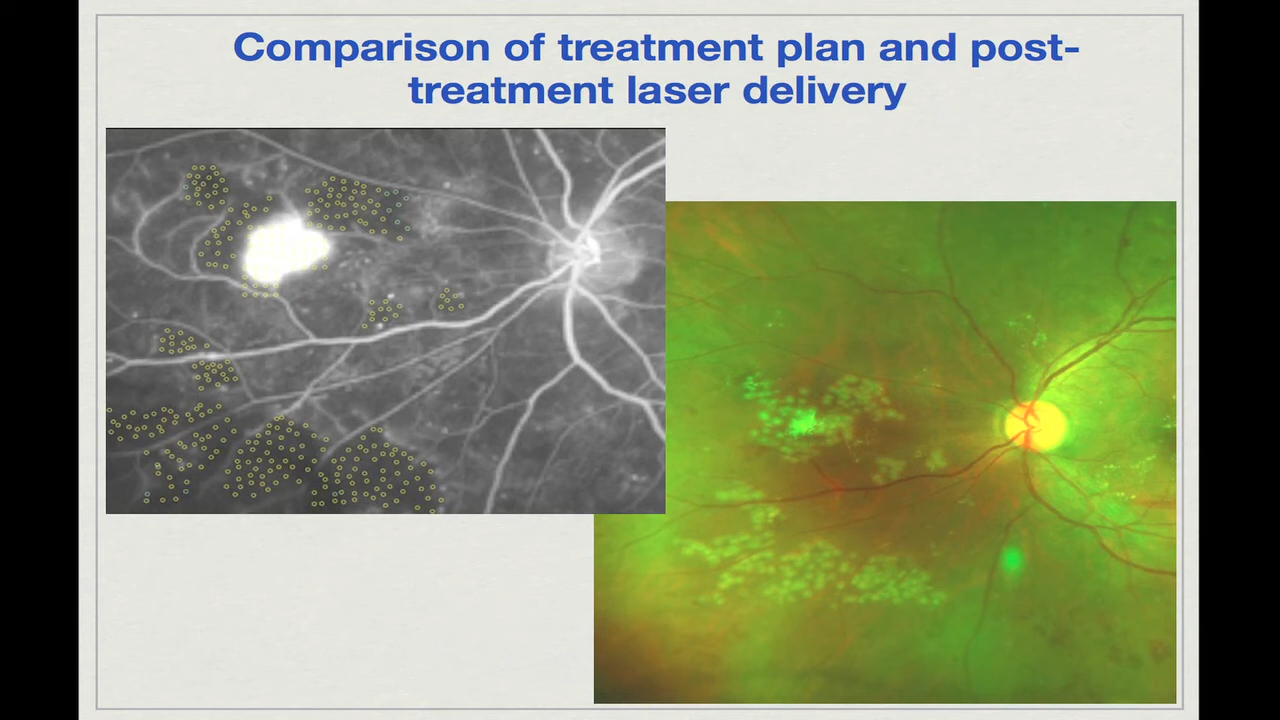 Comparison of treatment plan and post-
treatment laser delivery